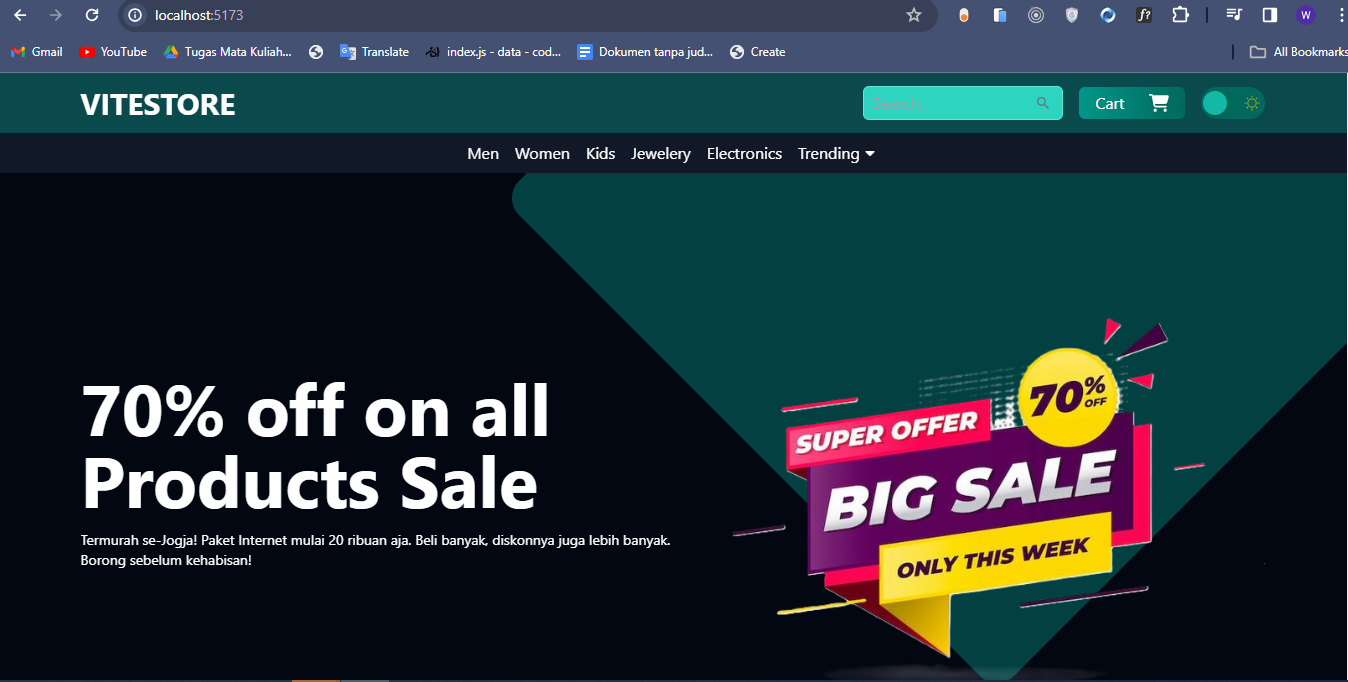 localhost:5173
f?
W
Gmail
YouTube
Tugas Mata Kuliah...
Translate
index.js - data - cod...
Dokumen tanpa jud...
Create
All Bookmarks
VITESTORE
Search...
Cart
Men Women Kids Jewelery Electronics Trending
70% off on all
Products Sale
Termurah se-Jogja! Paket Internet mulai 20 ribuan aja. Beli banyak, diskonnya juga lebih banyak.
Borong sebelum kehabisan!
70%
OFF
SUPER OFFER
BIG SALE
ONLY THIS WEEK